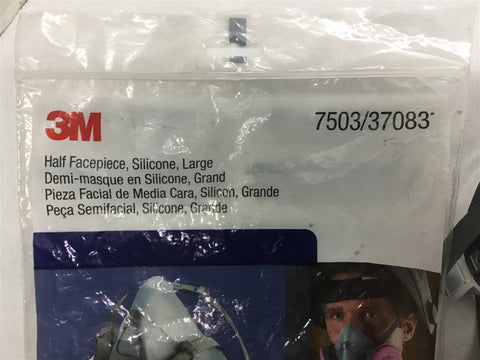 3M
7503/37083*
Half Facepiece, Silicone, Large
Demi-masque en Silicone, Grand
Pieza Facial de Media Cara, Silicon, Grande
Peça Semifacial, Silicone, Grande